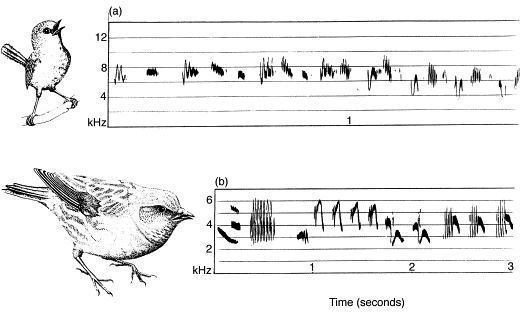 (a)
12
8
4
kHz
1
(b)
6
4
2
kHz
1 2 3
Time (seconds)